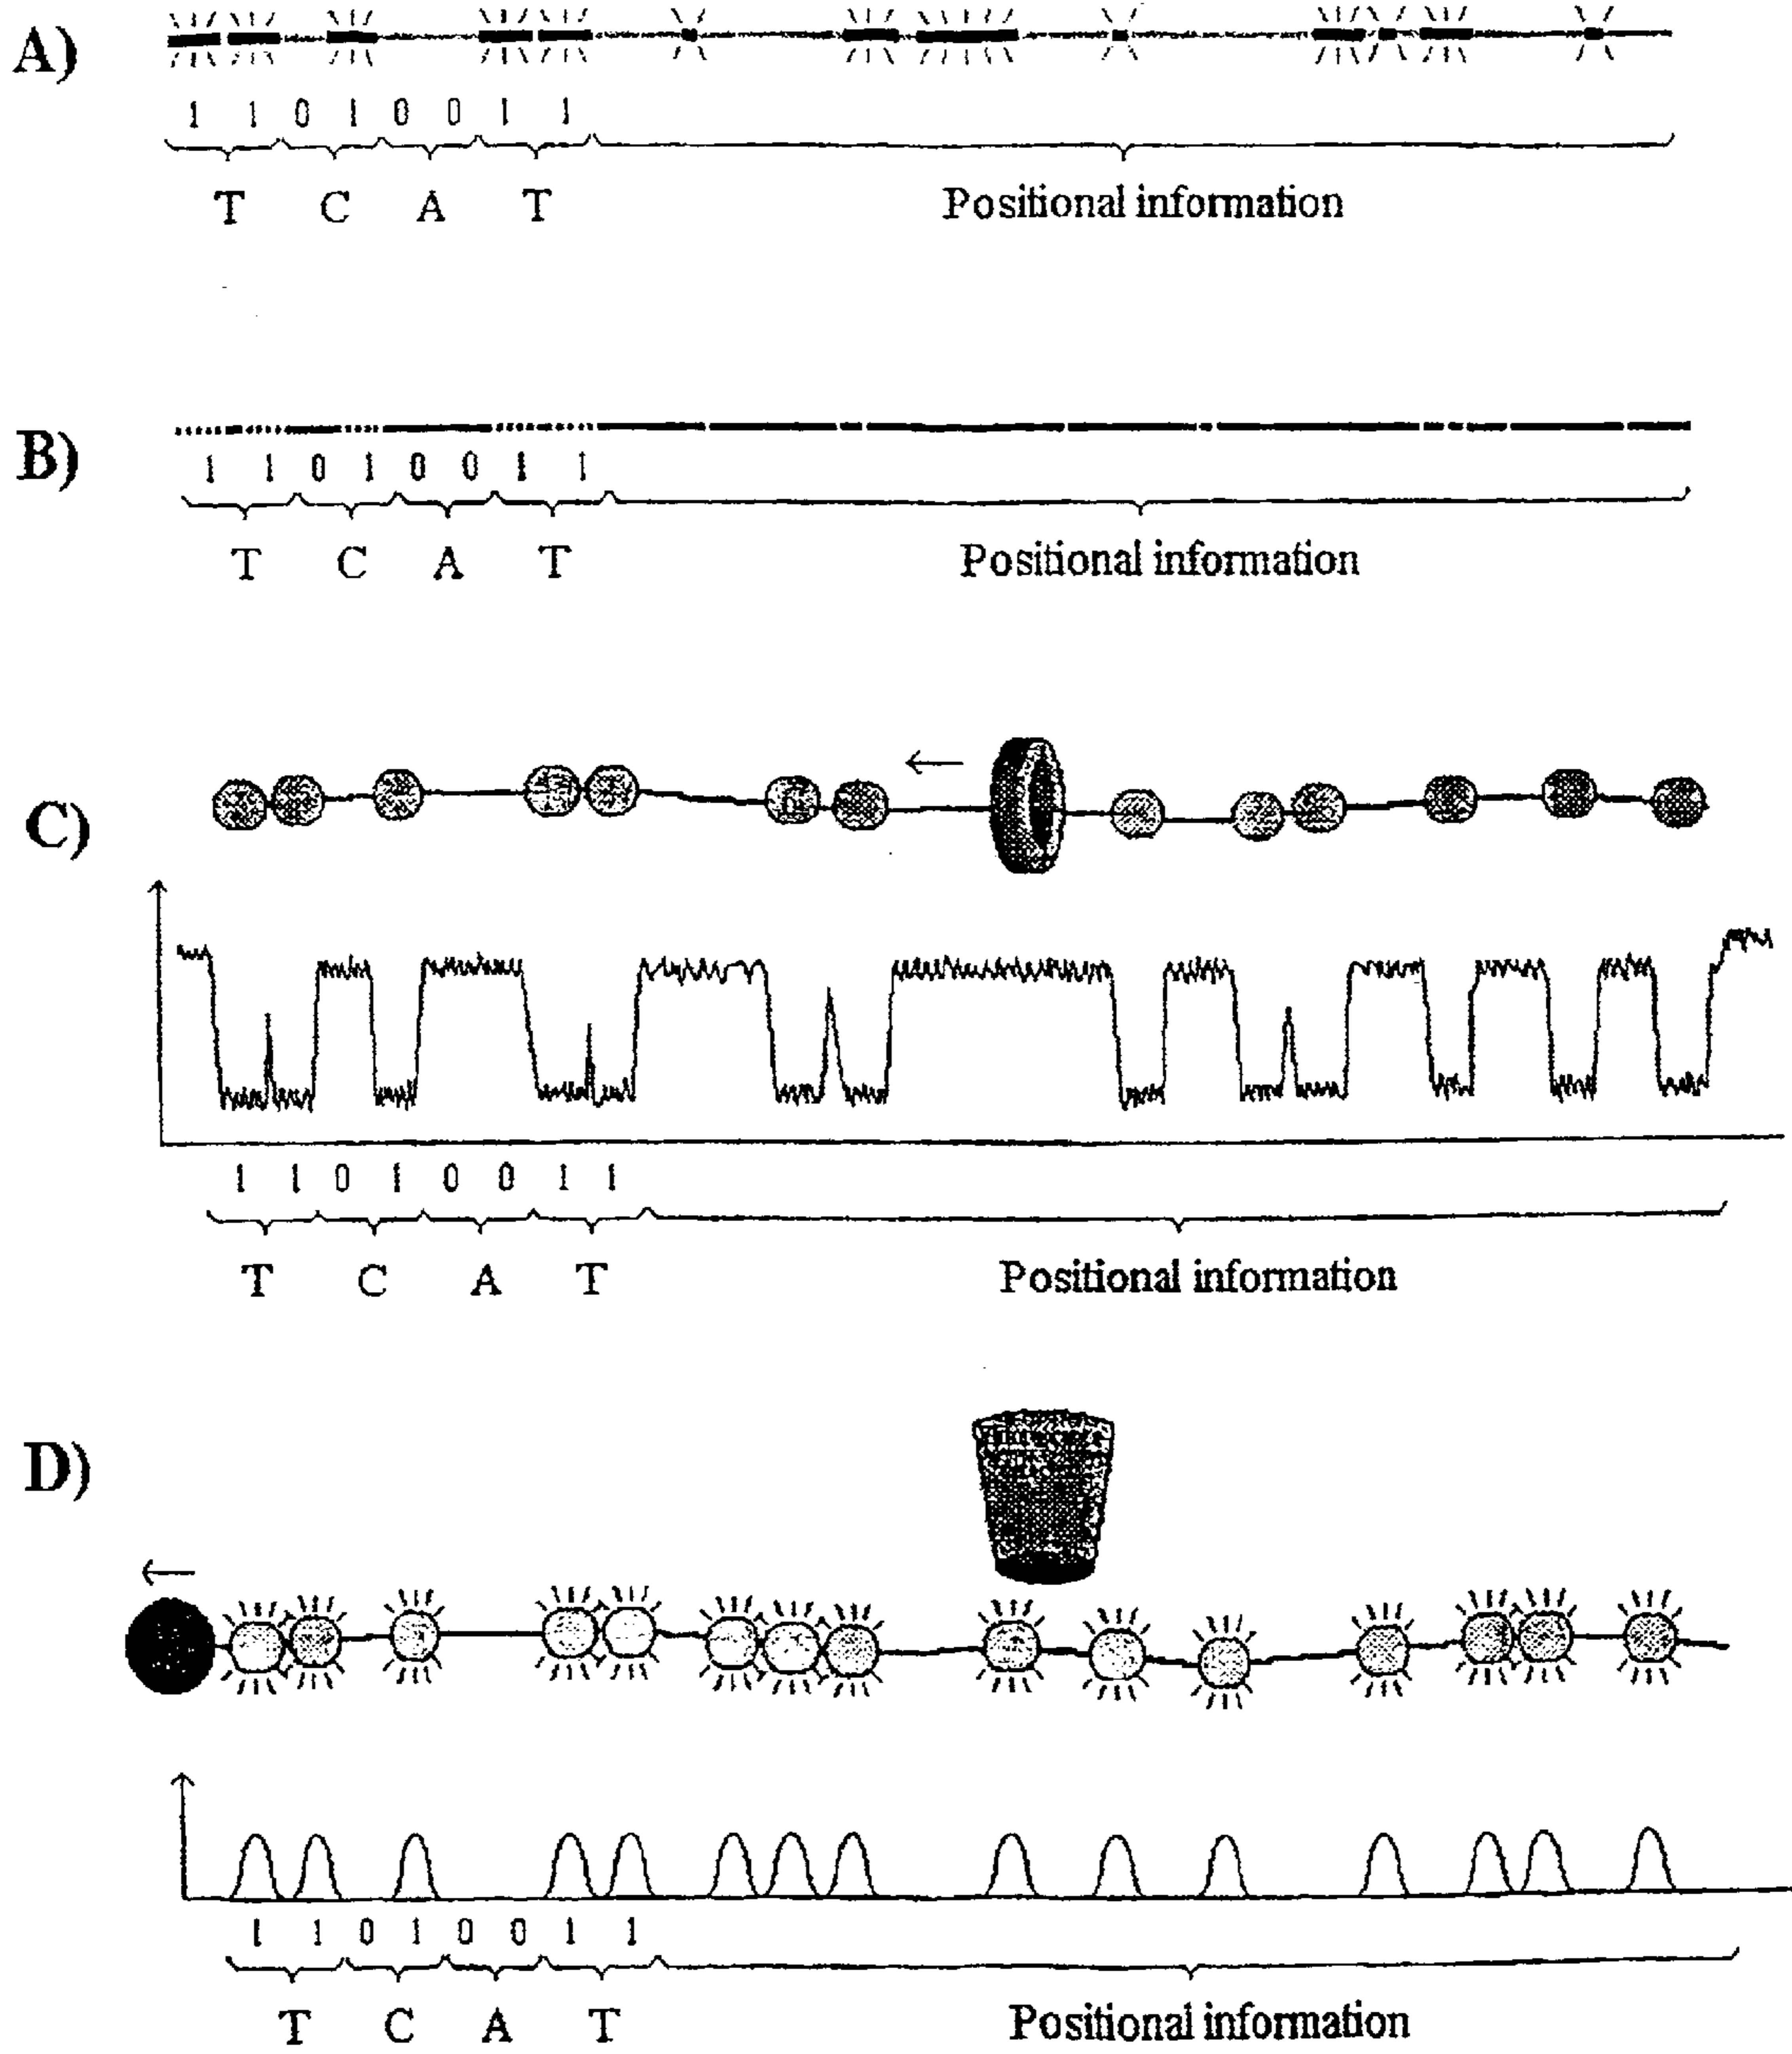 A)
1 1 0 1 0 0 1 1
T C A T Positional information
B)
1 1 0 1 0 0 1 1
T C A T Positional information
C)
1 1 0 1 0 0 1 1
T C A T Positional information
D)
1 1 0 1 0 0 1 1
T C A T Positional information